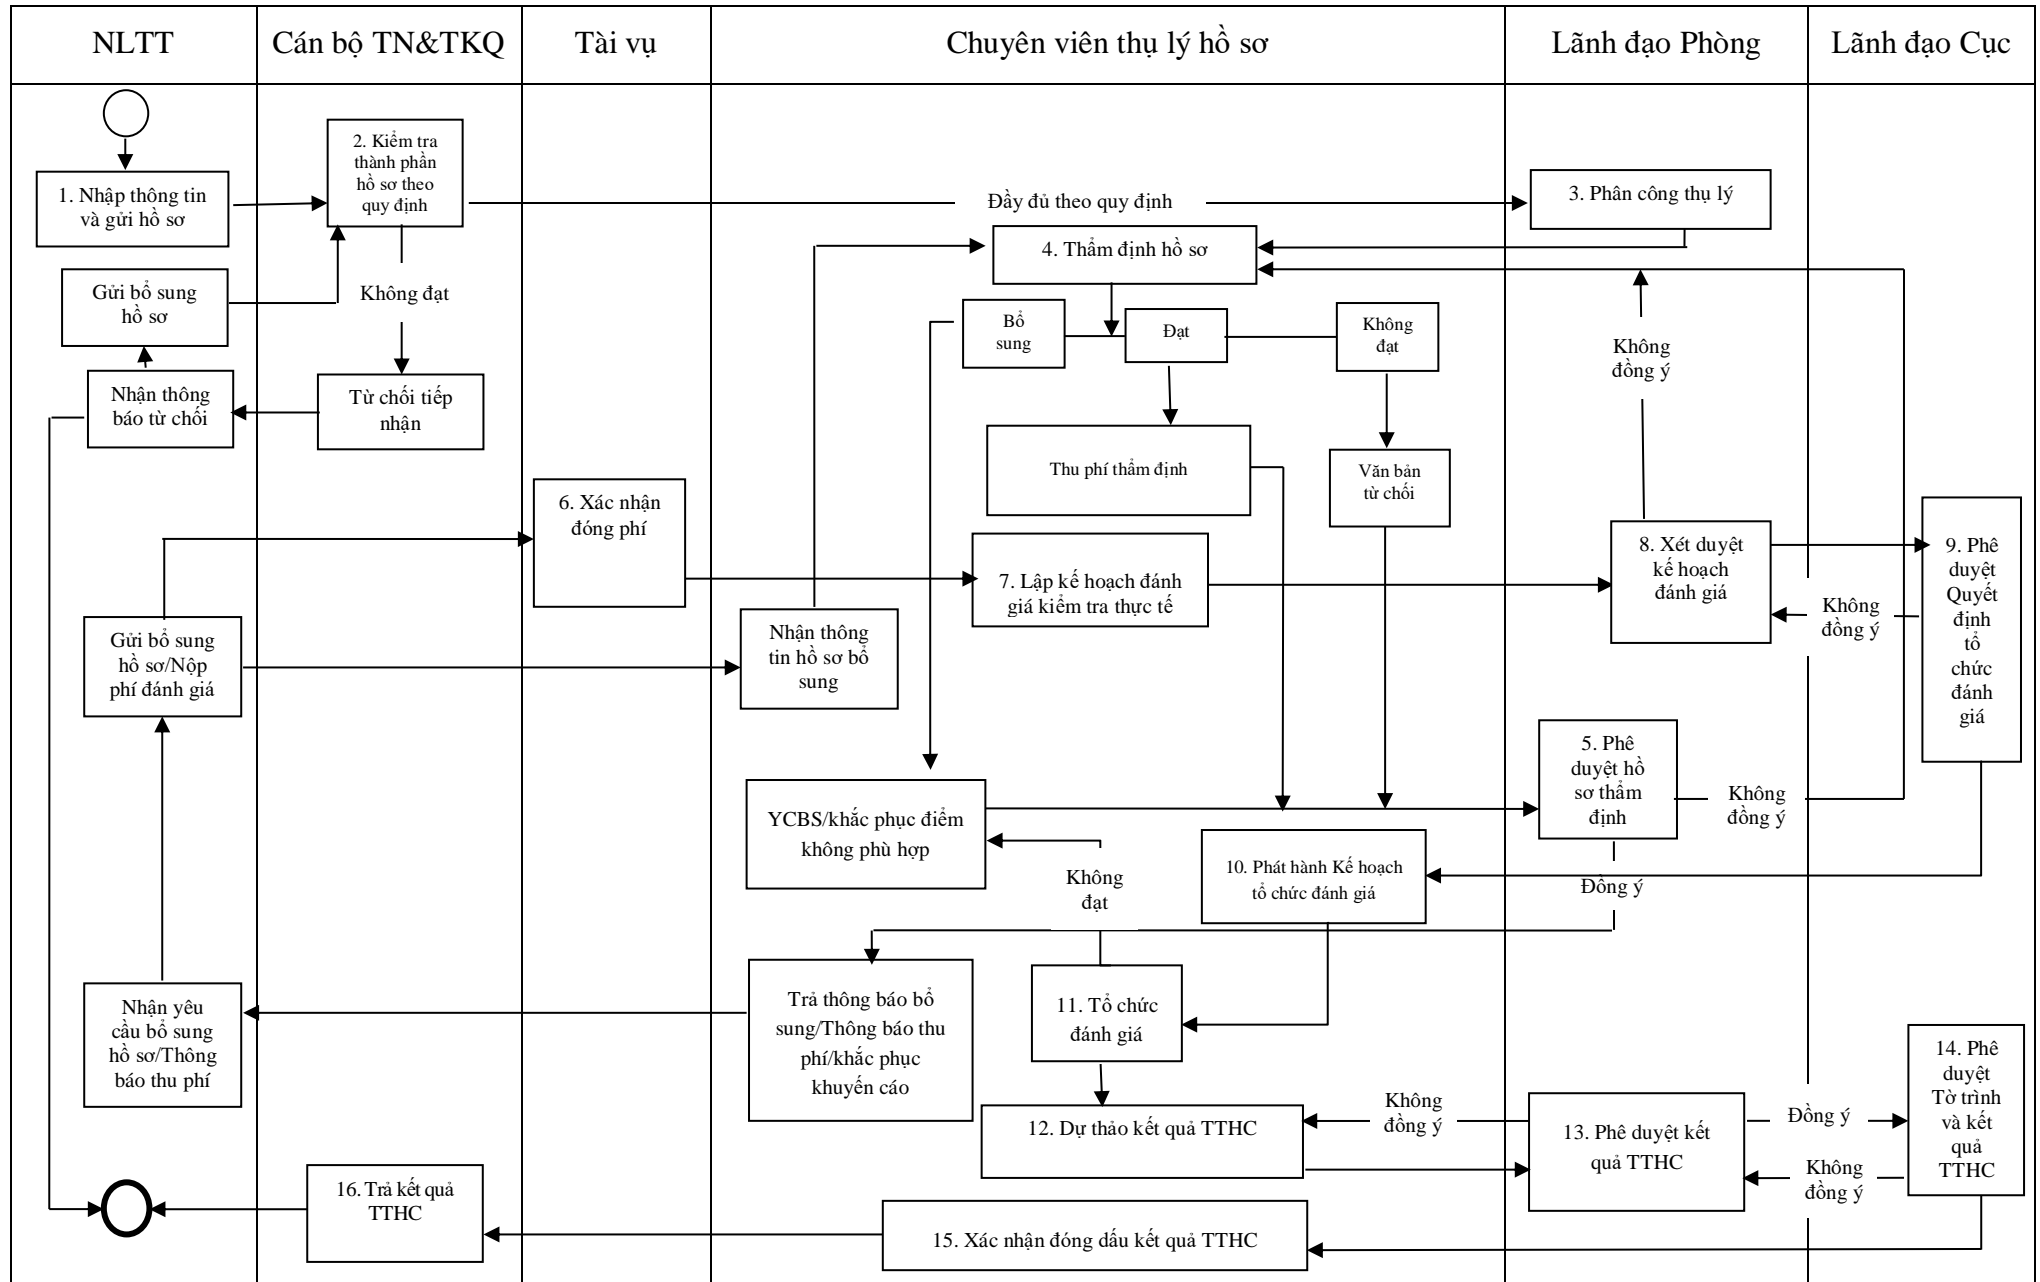 NLTT
Cán bộ TN&TKQ
Tài vụ
Chuyên viên thụ lý hồ sơ
Lãnh đạo Phòng
Lãnh đạo Cục
1. Nhập thông tin
và gửi hồ sơ
2. Kiểm tra
thành phần
hồ sơ theo
quy định
Đầy đủ theo quy định
3. Phân công thụ lý
4. Thẩm định hồ sơ
Gửi bổ sung
hồ sơ
Không đạt
Bổ
sung
Đạt
Không
đạt
Không
đồng ý
Nhận thông
báo từ chối
Từ chối tiếp
nhận
Thu phí thẩm định
Văn bản
từ chối
6. Xác nhận
đóng phí
7. Lập kế hoạch đánh
giá kiểm tra thực tế
8. Xét duyệt
kế hoạch
đánh giá
9. Phê
duyệt
Quyết
định
tổ
chức
đánh
giá
Không
đồng ý
Gửi bổ sung
hồ sơ/Nộp
phí đánh giá
Nhận thông
tin hồ sơ bổ
sung
5. Phê
duyệt hồ
sơ thẩm
định
Không
đồng ý
YCBS/khắc phục điểm
không phù hợp
Không
đạt
10. Phát hành Kế hoạch
tổ chức đánh giá
Đồng ý
Nhận yêu
cầu bổ sung
hồ sơ/Thông
báo thu phí
Trả thông báo bổ
sung/Thông báo thu
phí/khắc phục
khuyến cáo
11. Tổ chức
đánh giá
12. Dự thảo kết quả TTHC
Không
đồng ý
13. Phê duyệt kết
quả TTHC
Đồng ý
Không
đồng ý
14. Phê
duyệt
Tờ trình
và kết
quả
TTHC
16. Trả kết quả
TTHC
15. Xác nhận đóng dấu kết quả TTHC